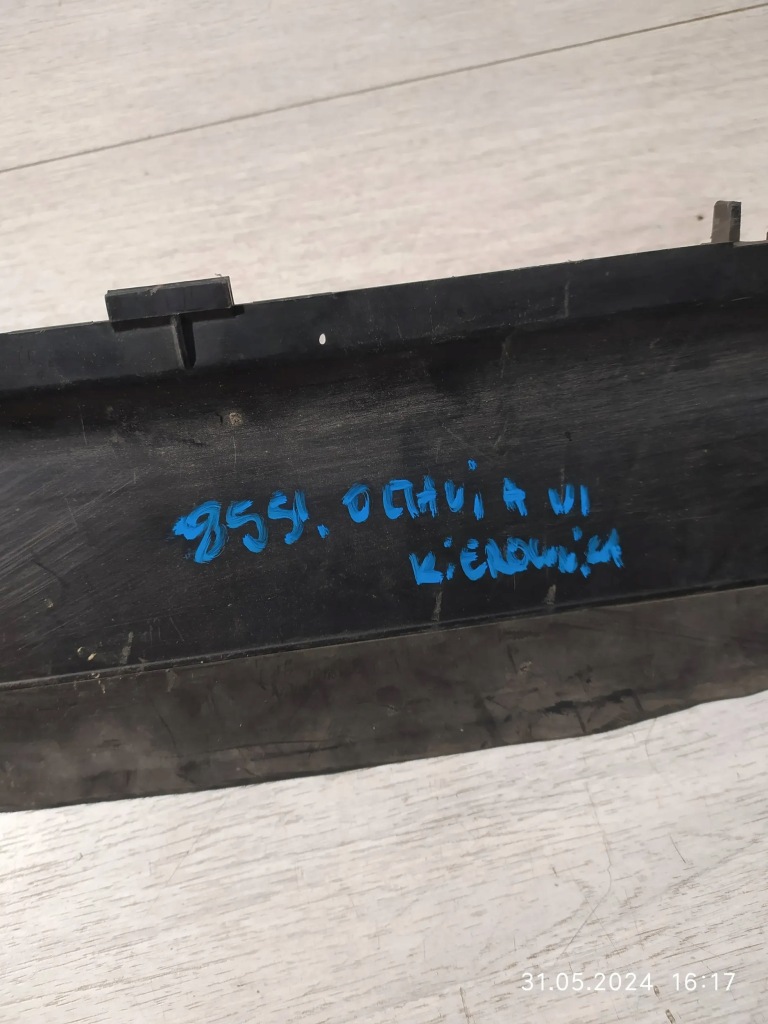 8551. OCTAVIA VI
KiEROWNiCA
31.05.2024 16:17